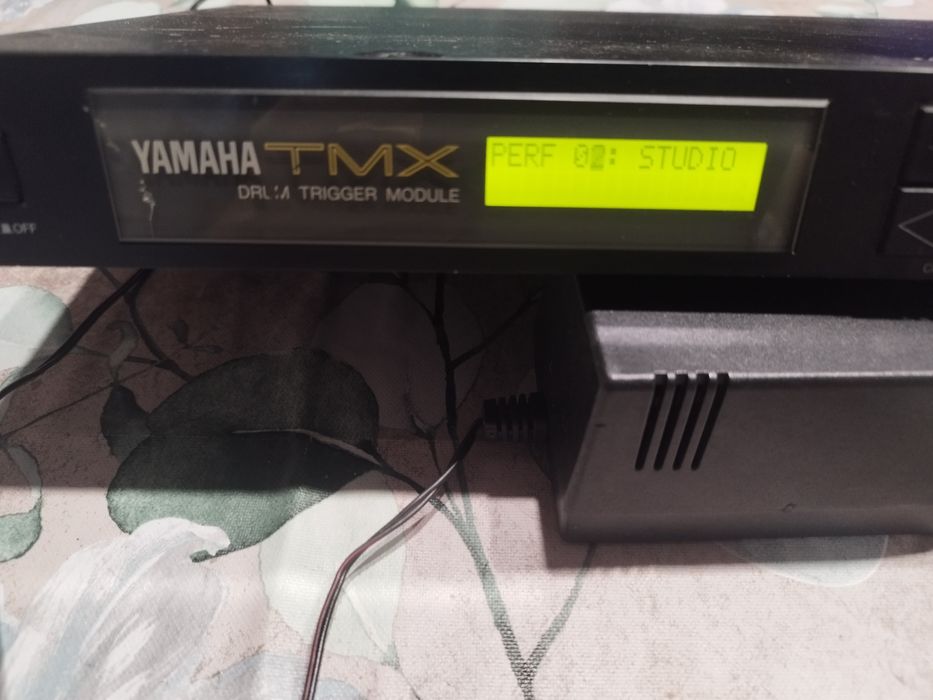 YAMAHA TMX
DRUM TRIGGER MODULE
PERF 02: STUDIO
OFF